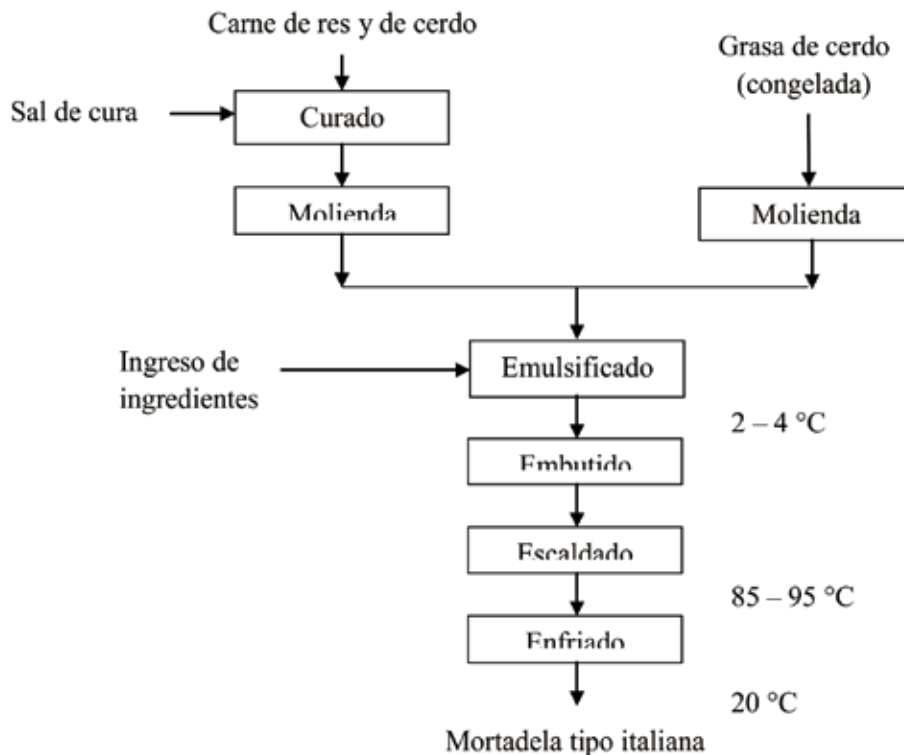 Carne de res y de cerdo
Grasa de cerdo
(congelada)
Sal de cura
Curado
Molienda
Molienda
Ingreso de
ingredientes
Emulsificado
2 – 4 °C
Embutido
Escaldado
85 – 95 °C
Enfriado
20 °C
Mortadela tipo italiana